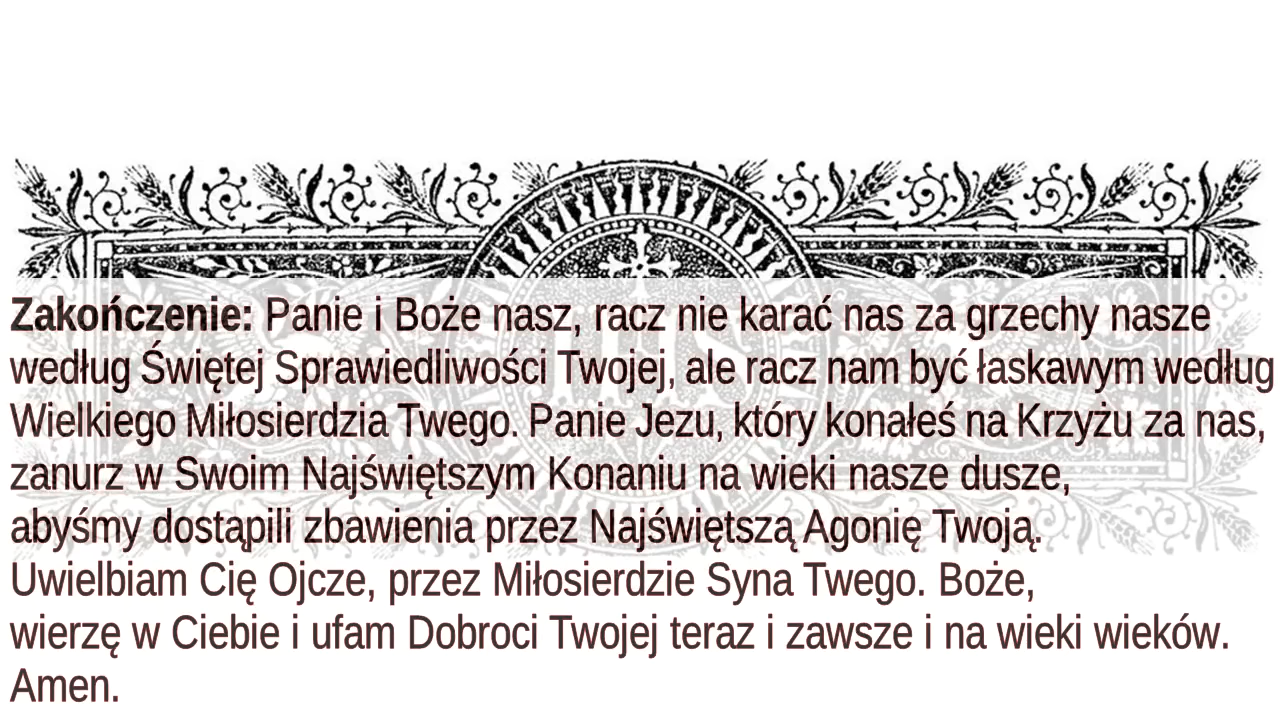 Zakończenie: Panie i Boże nasz, racz nie karać nas za grzechy nasze
według Świętej Sprawiedliwości Twojej, ale racz nam być łaskawym według
Wielkiego Miłosierdzia Twego. Panie Jezu, który konałeś na Krzyżu za nas,
zanurz w Swoim Najświętszym Konaniu na wieki nasze dusze,
abyśmy dostąpili zbawienia przez Najświętszą Agonię Twoją.
Uwielbiam Cię Ojcze, przez Miłosierdzie Syna Twego. Boże,
wierzę w Ciebie i ufam Dobroci Twojej teraz i zawsze i na wieki wieków.
Amen.